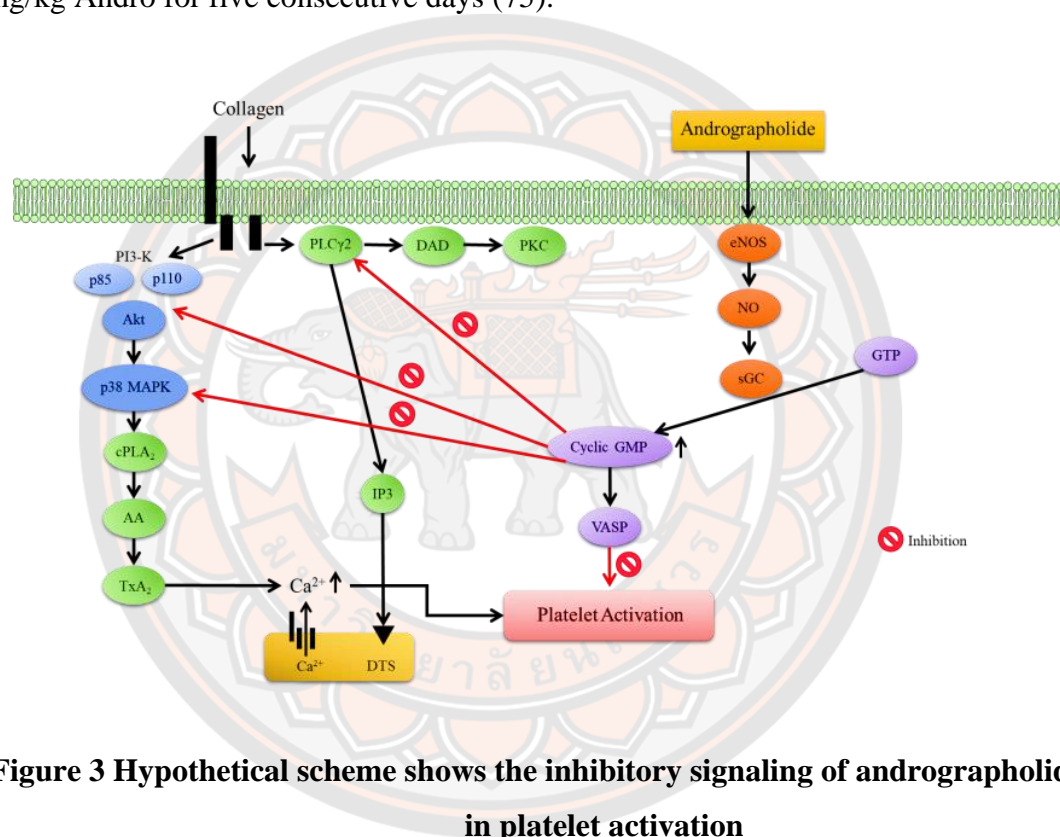 mg/kg Andro for five consecutive days (75).
Collagen
Andrographolide
PI3-K
p85
p110
PLCγ2
DAD
PKC
eNOS
Akt
NO
p38 MAPK
sGC
GTP
cPLA₂
Cyclic GMP
IP3
AA
VASP
Inhibition
TxA₂
Ca²⁺
Platelet Activation
Ca²⁺
DTS
Figure 3 Hypothetical scheme shows the inhibitory signaling of andrographolid
in platelet activation